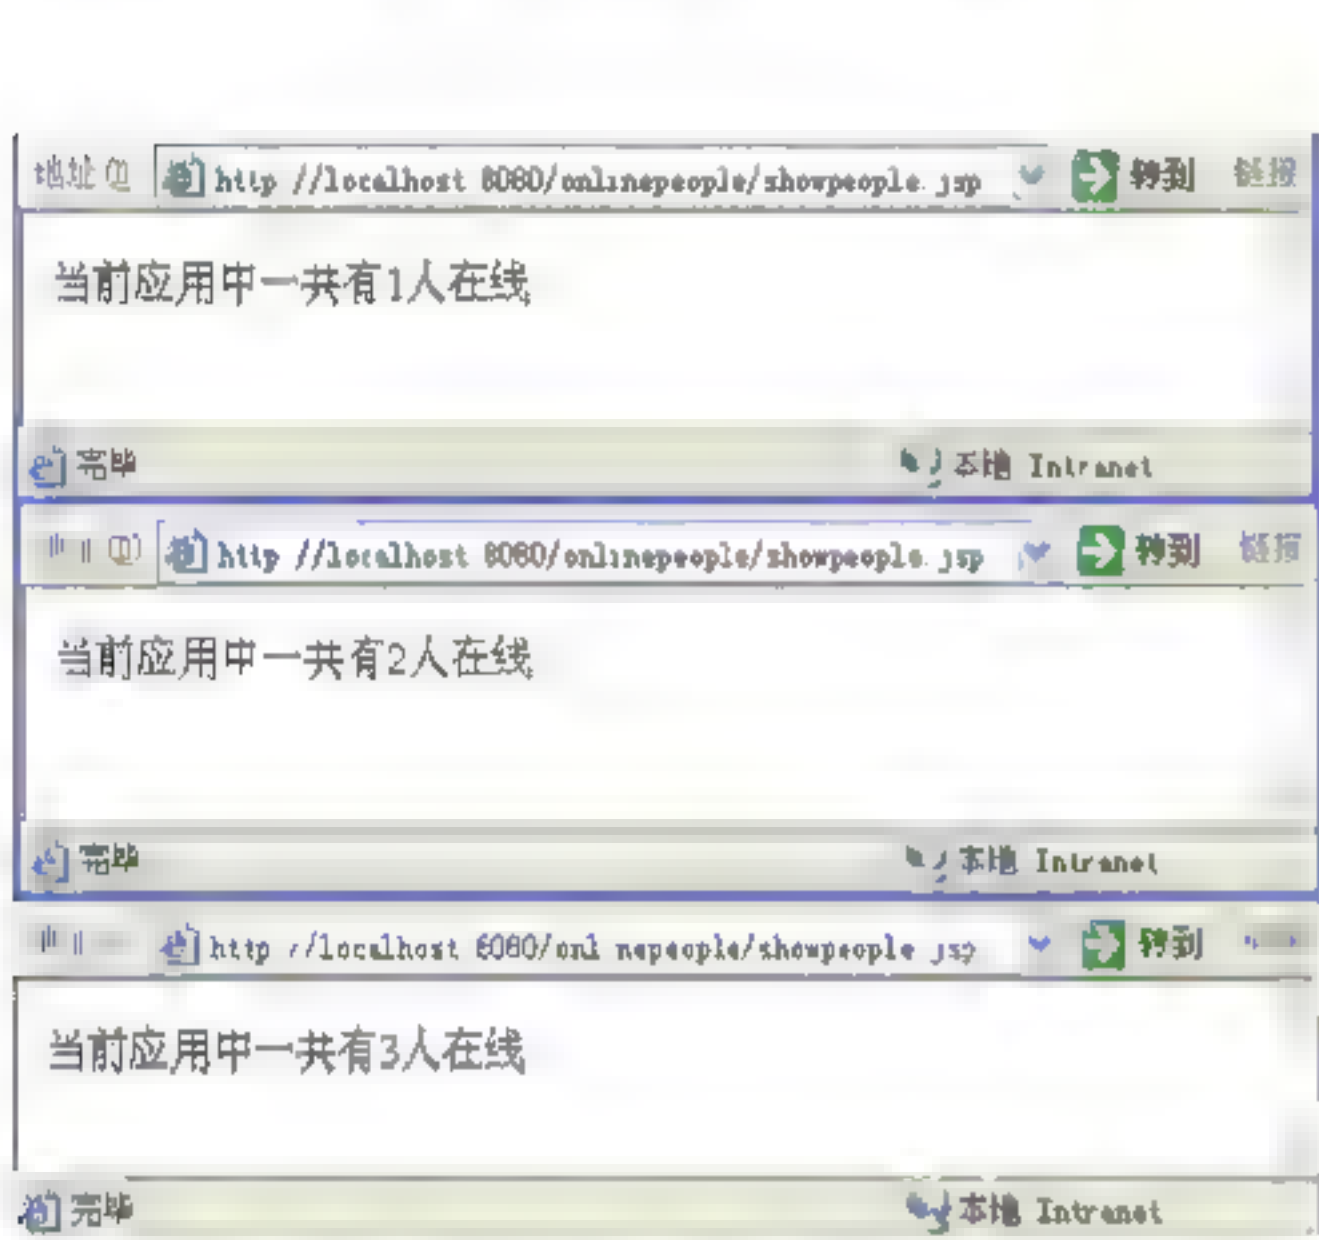 地址 http //localhost 8080/onlinepeople/showpeople.jsp 转到 链接
当前应用中一共有1人在线
完毕 本地 Intranet
http //localhost 8080/onlinepeople/showpeople.jsp 转到 链接
当前应用中一共有2人在线
完毕 本地 Intranet
http //localhost 8080/onl nepeople/showpeople jsp 转到
当前应用中一共有3人在线
完毕 本地 Intranet